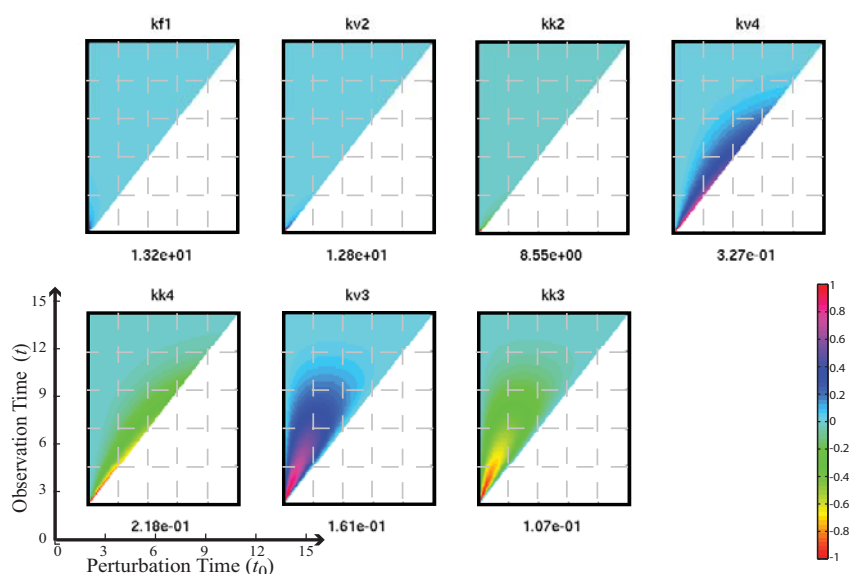 kf1 kv2 kk2 kv4
1.32e+01 1.28e+01 8.55e+00 3.27e-01
kk4 kv3 kk3
2.18e-01 1.61e-01 1.07e-01
Observation Time (t)
15
12
9
6
3
0
0 3 6 9 12 15
Perturbation Time (t0)
1
0.8
0.6
0.4
0.2
0
-0.2
-0.4
-0.6
-0.8
-1